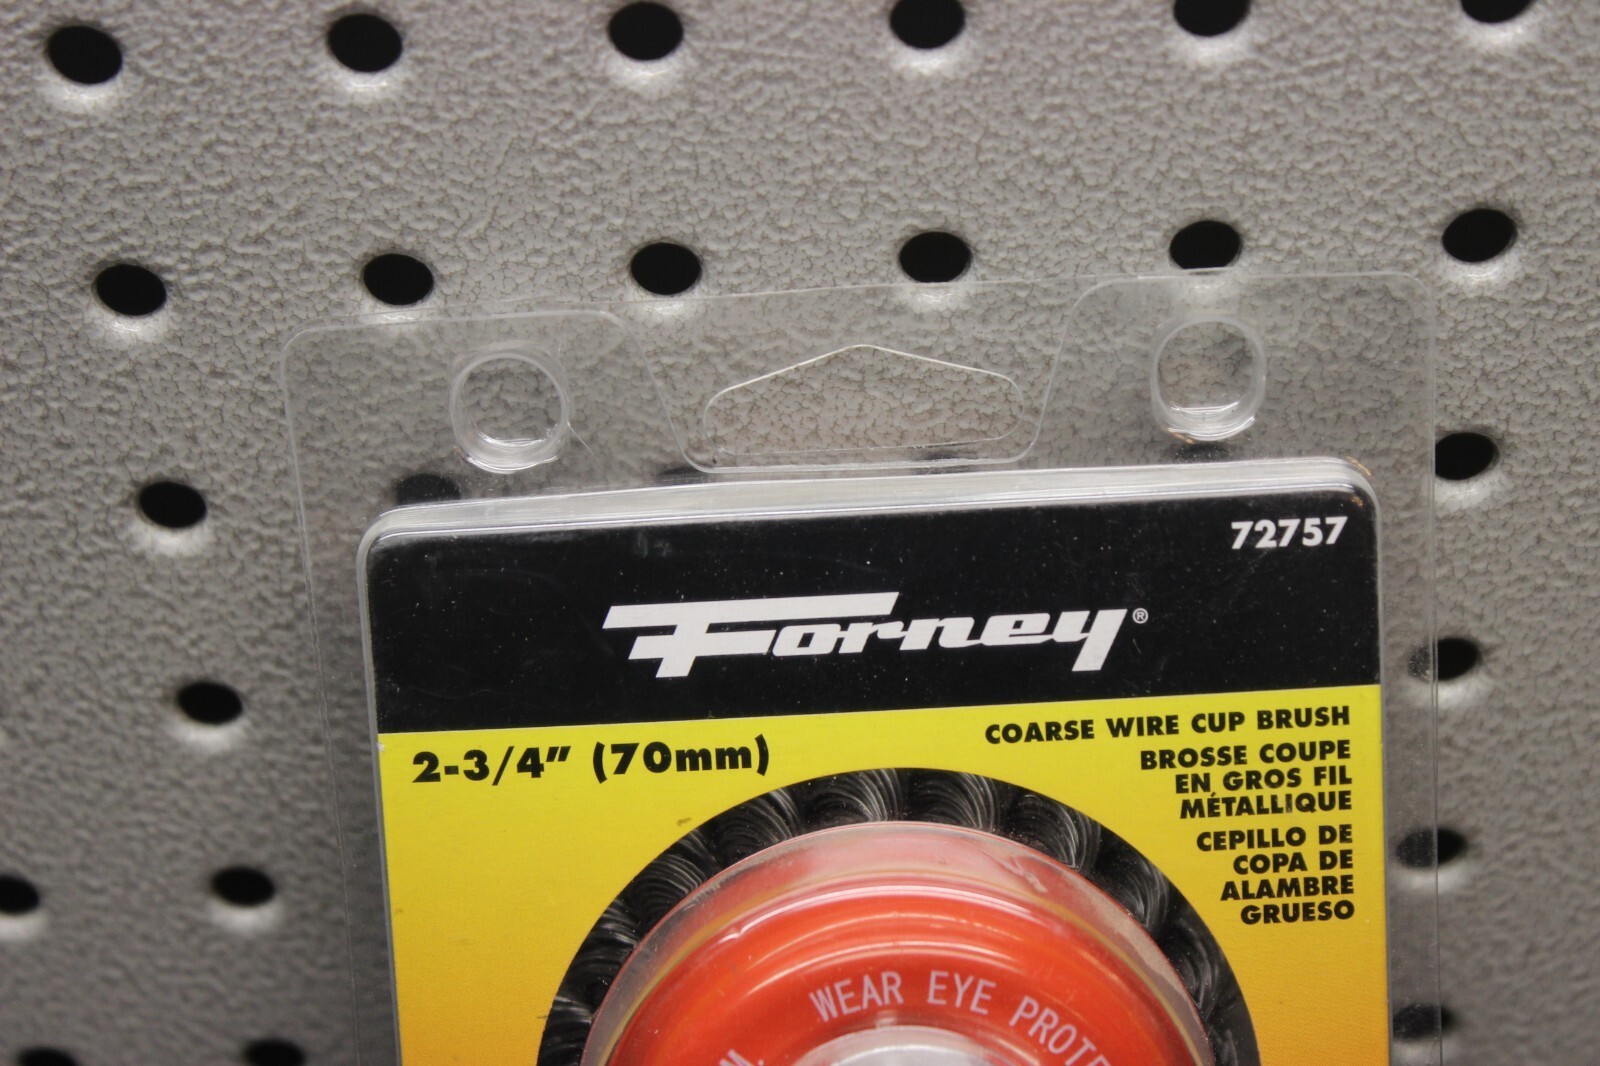 72757
Forney®
2-3/4" (70mm)
COARSE WIRE CUP BRUSH
BROSSE COUPE
EN GROS FIL
MÉTALLIQUE
CEPILLO DE
COPA DE
ALAMBRE
GRUESO
WEAR EYE